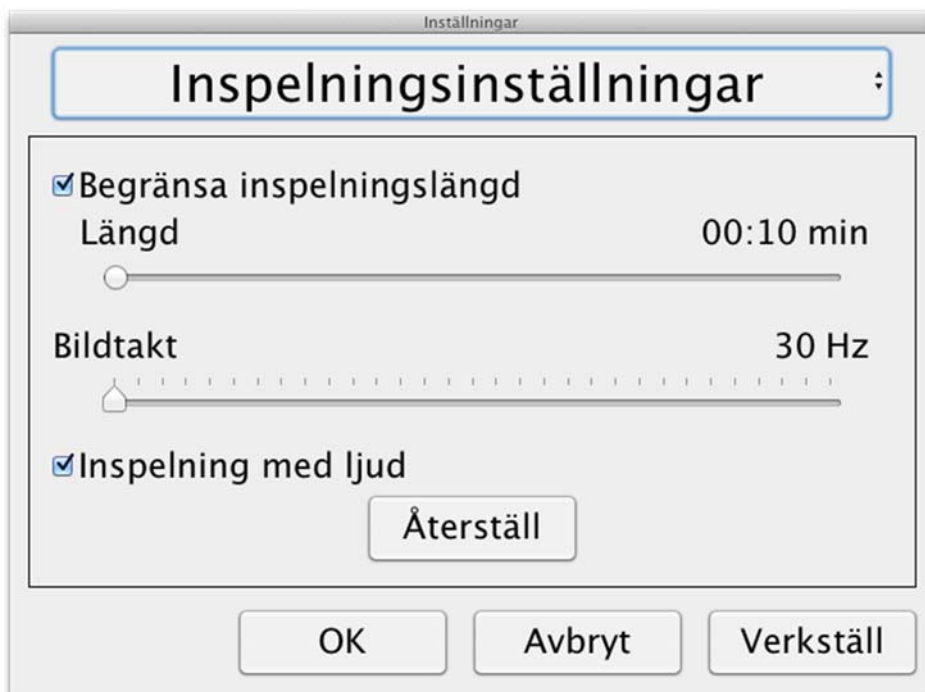 Inställningar
Inspelningsinställningar
Begränsa inspelningslängd
Längd 00:10 min
Bildtakt 30 Hz
Inspelning med ljud
Återställ
OK Avbryt Verkställ